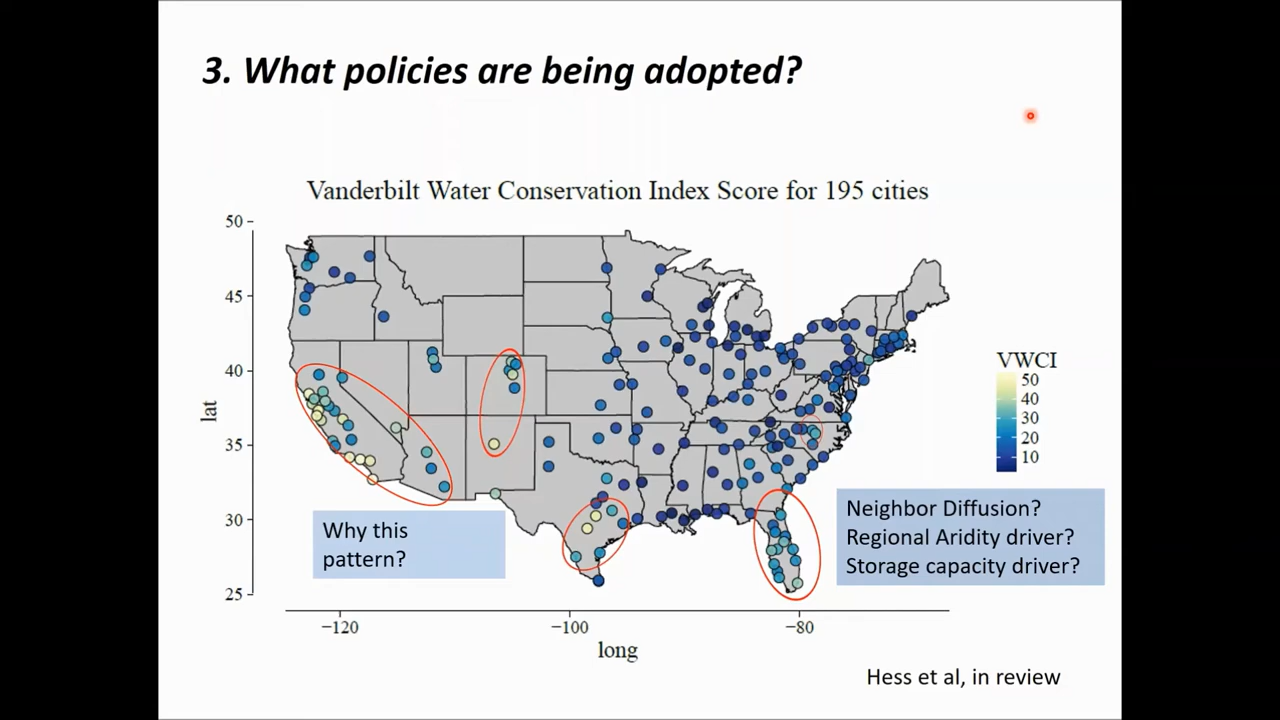 3. What policies are being adopted?
Vanderbilt Water Conservation Index Score for 195 cities
50
45
40
35
30
25
lat
−120
−100
−80
long
VWCI
50
40
30
20
10
Why this
pattern?
Neighbor Diffusion?
Regional Aridity driver?
Storage capacity driver?
Hess et al, in review